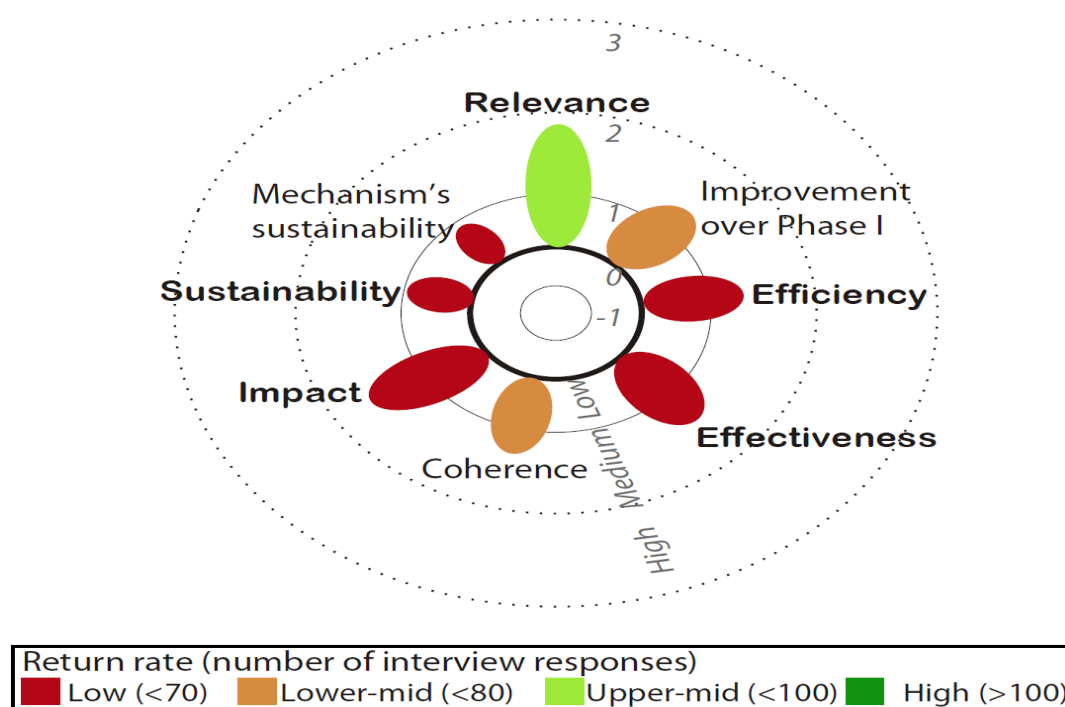 3
Relevance
2
Mechanism's
sustainability
Improvement
over Phase I
1
0
Sustainability
Efficiency
-1
Impact
Low
Effectiveness
Coherence
Medium
High
Return rate (number of interview responses)
Low (<70) Lower-mid (<80) Upper-mid (<100) High (>100)